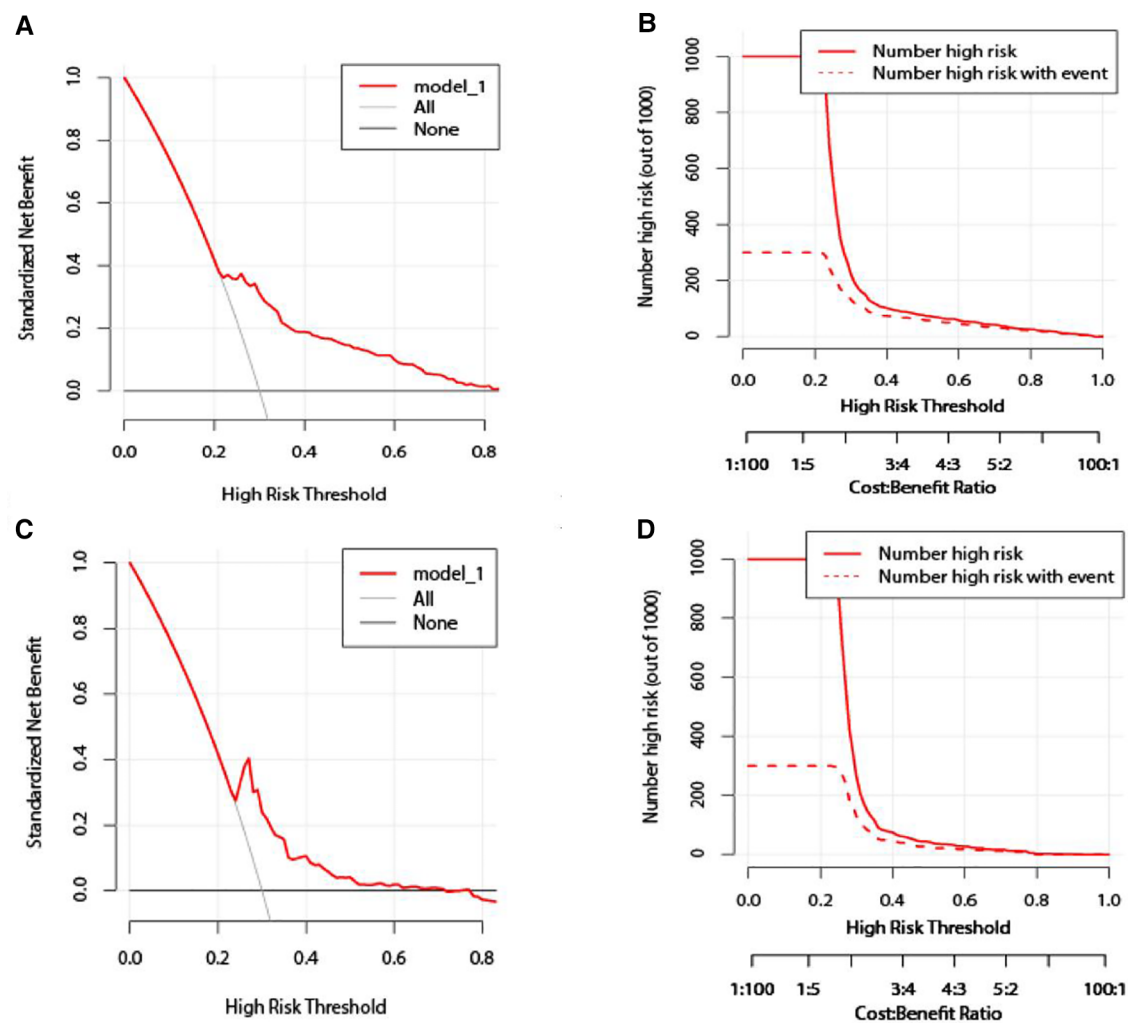 A
Standardized Net Benefit
1.0
0.8
0.6
0.4
0.2
0.0
model_1
All
None
0.0 0.2 0.4 0.6 0.8
High Risk Threshold
B
Number high risk (out of 1000)
1000
800
600
400
200
0
Number high risk
Number high risk with event
0.0 0.2 0.4 0.6 0.8 1.0
High Risk Threshold
1:100 1:5 3:4 4:3 5:2 100:1
Cost:Benefit Ratio
C
Standardized Net Benefit
1.0
0.8
0.6
0.4
0.2
0.0
model_1
All
None
0.0 0.2 0.4 0.6 0.8
High Risk Threshold
D
Number high risk (out of 1000)
1000
800
600
400
200
0
Number high risk
Number high risk with event
0.0 0.2 0.4 0.6 0.8 1.0
High Risk Threshold
1:100 1:5 3:4 4:3 5:2 100:1
Cost:Benefit Ratio